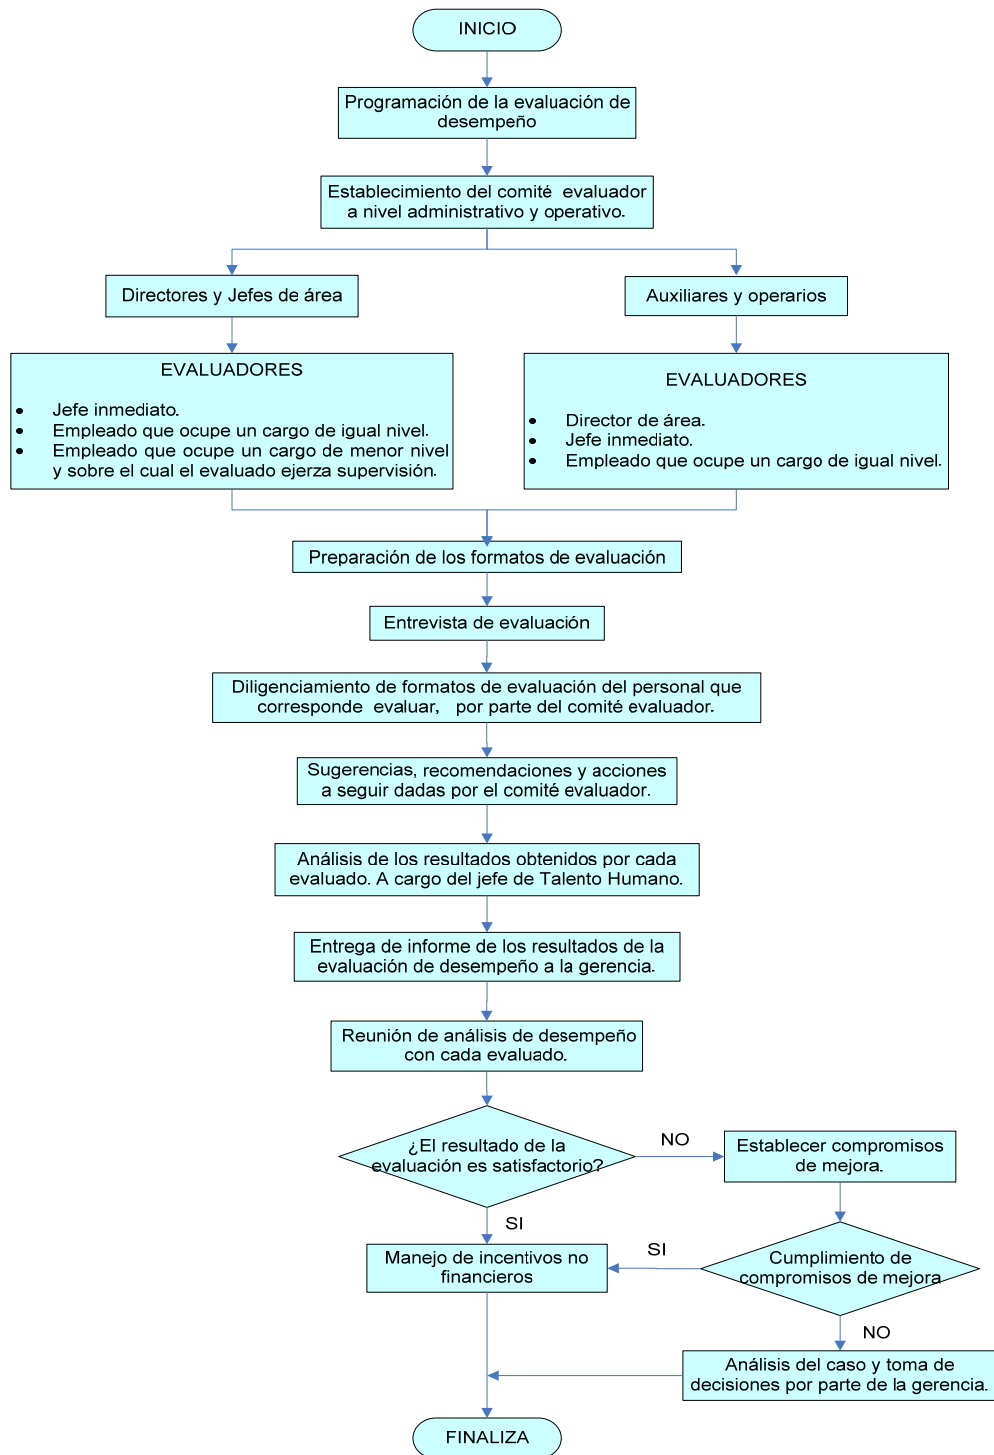 INICIO
Programación de la evaluación de
desempeño
Establecimiento del comité evaluador
a nivel administrativo y operativo.
Directores y Jefes de área
Auxiliares y operarios
EVALUADORES
• Jefe inmediato.
• Empleado que ocupe un cargo de igual nivel.
• Empleado que ocupe un cargo de menor nivel
y sobre el cual el evaluado ejerza supervisión.
EVALUADORES
• Director de área.
• Jefe inmediato.
• Empleado que ocupe un cargo de igual nivel.
Preparación de los formatos de evaluación
Entrevista de evaluación
Diligenciamiento de formatos de evaluación del personal que
corresponde evaluar, por parte del comité evaluador.
Sugerencias, recomendaciones y acciones
a seguir dadas por el comité evaluador.
Análisis de los resultados obtenidos por cada
evaluado. A cargo del jefe de Talento Humano.
Entrega de informe de los resultados de la
evaluación de desempeño a la gerencia.
Reunión de análisis de desempeño
con cada evaluado.
¿El resultado de la
evaluación es satisfactorio?
NO
Establecer compromisos
de mejora.
SI
Manejo de incentivos no
financieros
SI
Cumplimiento de
compromisos de mejora
NO
Análisis del caso y toma de
decisiones por parte de la gerencia.
FINALIZA